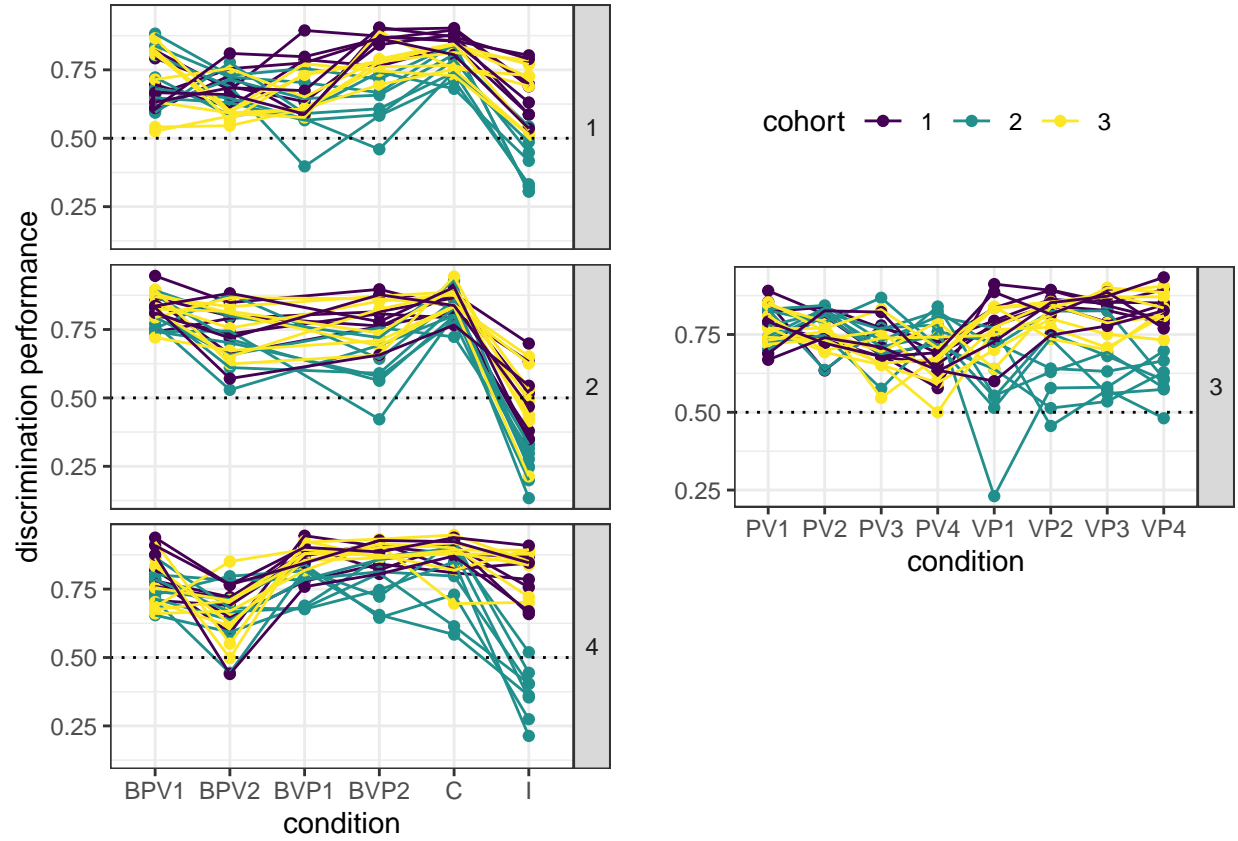 0.75
0.50
0.25
1
0.75
0.50
0.25
2
0.75
0.50
0.25
4
BPV1 BPV2 BVP1 BVP2 C I
condition
discrimination performance
cohort 1 2 3
0.75
0.50
0.25
3
PV1 PV2 PV3 PV4 VP1 VP2 VP3 VP4
condition